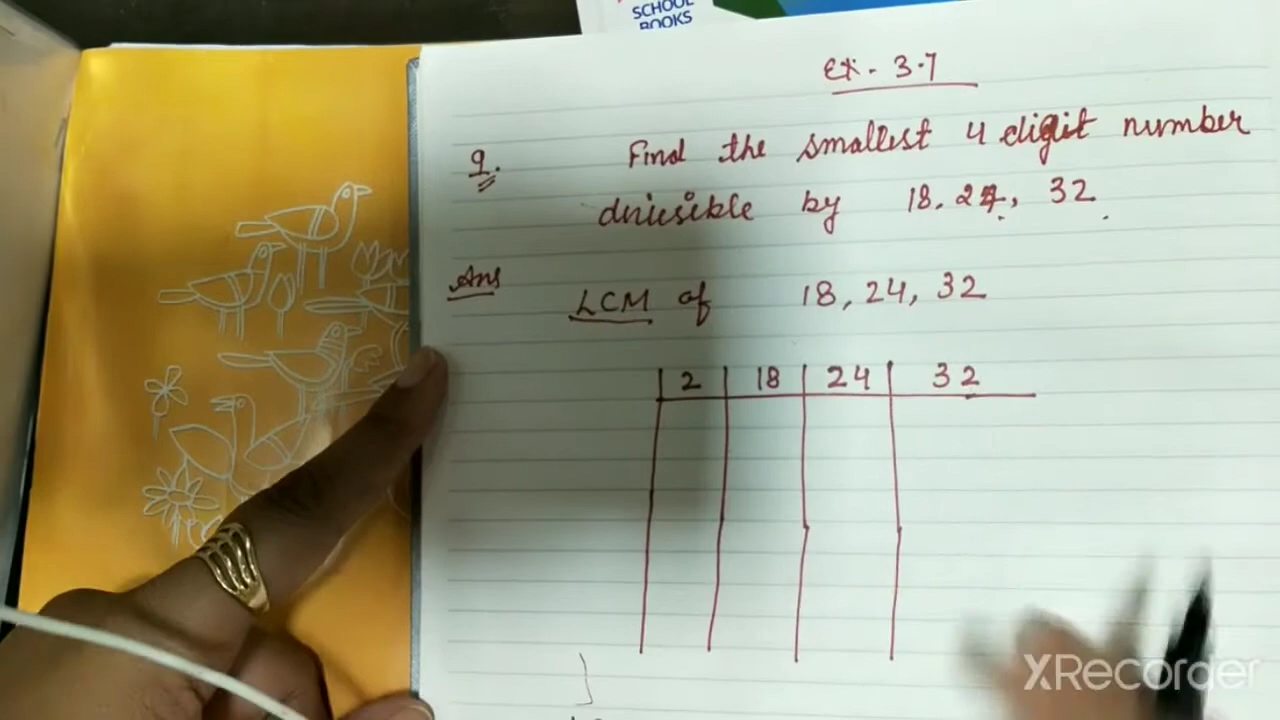 SCHOOL
BOOKS
Ex. 3.7
9. Find the smallest 4 digit number
divisible by 18, 24, 32
Ans LCM of 18, 24, 32
2 18 24 32
XRecorder